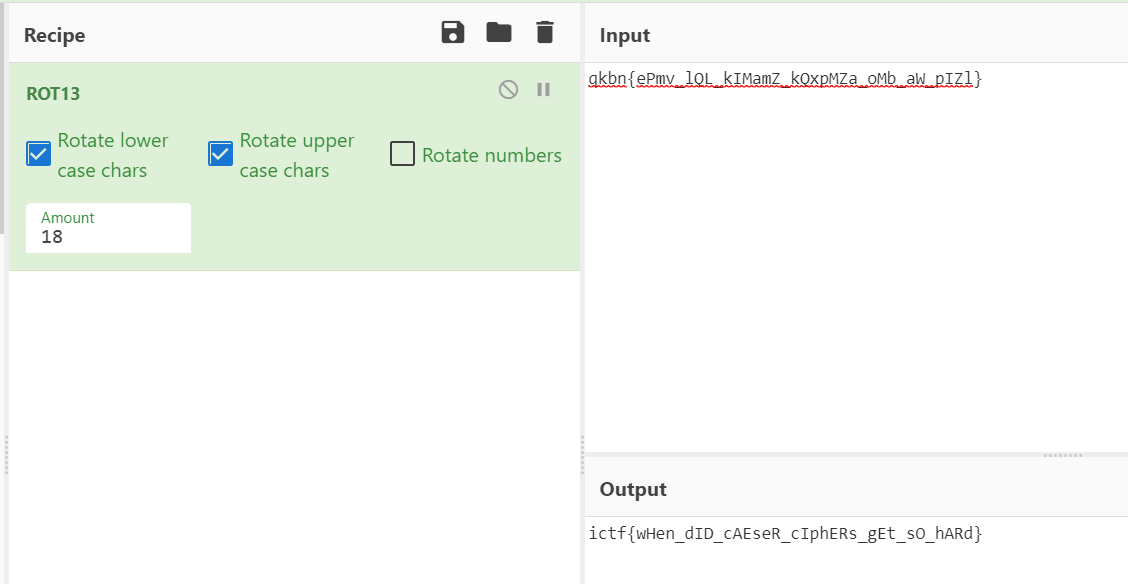 Recipe
ROT13
Rotate lower case chars
Rotate upper case chars
Rotate numbers
Amount
18
Input
qkbn{ePmv_lQL_kIMamZ_kQxpMZa_oMb_aW_pIZl}
Output
ictf{wHen_dID_cAEseR_cIphERs_gEt_sO_hARd}